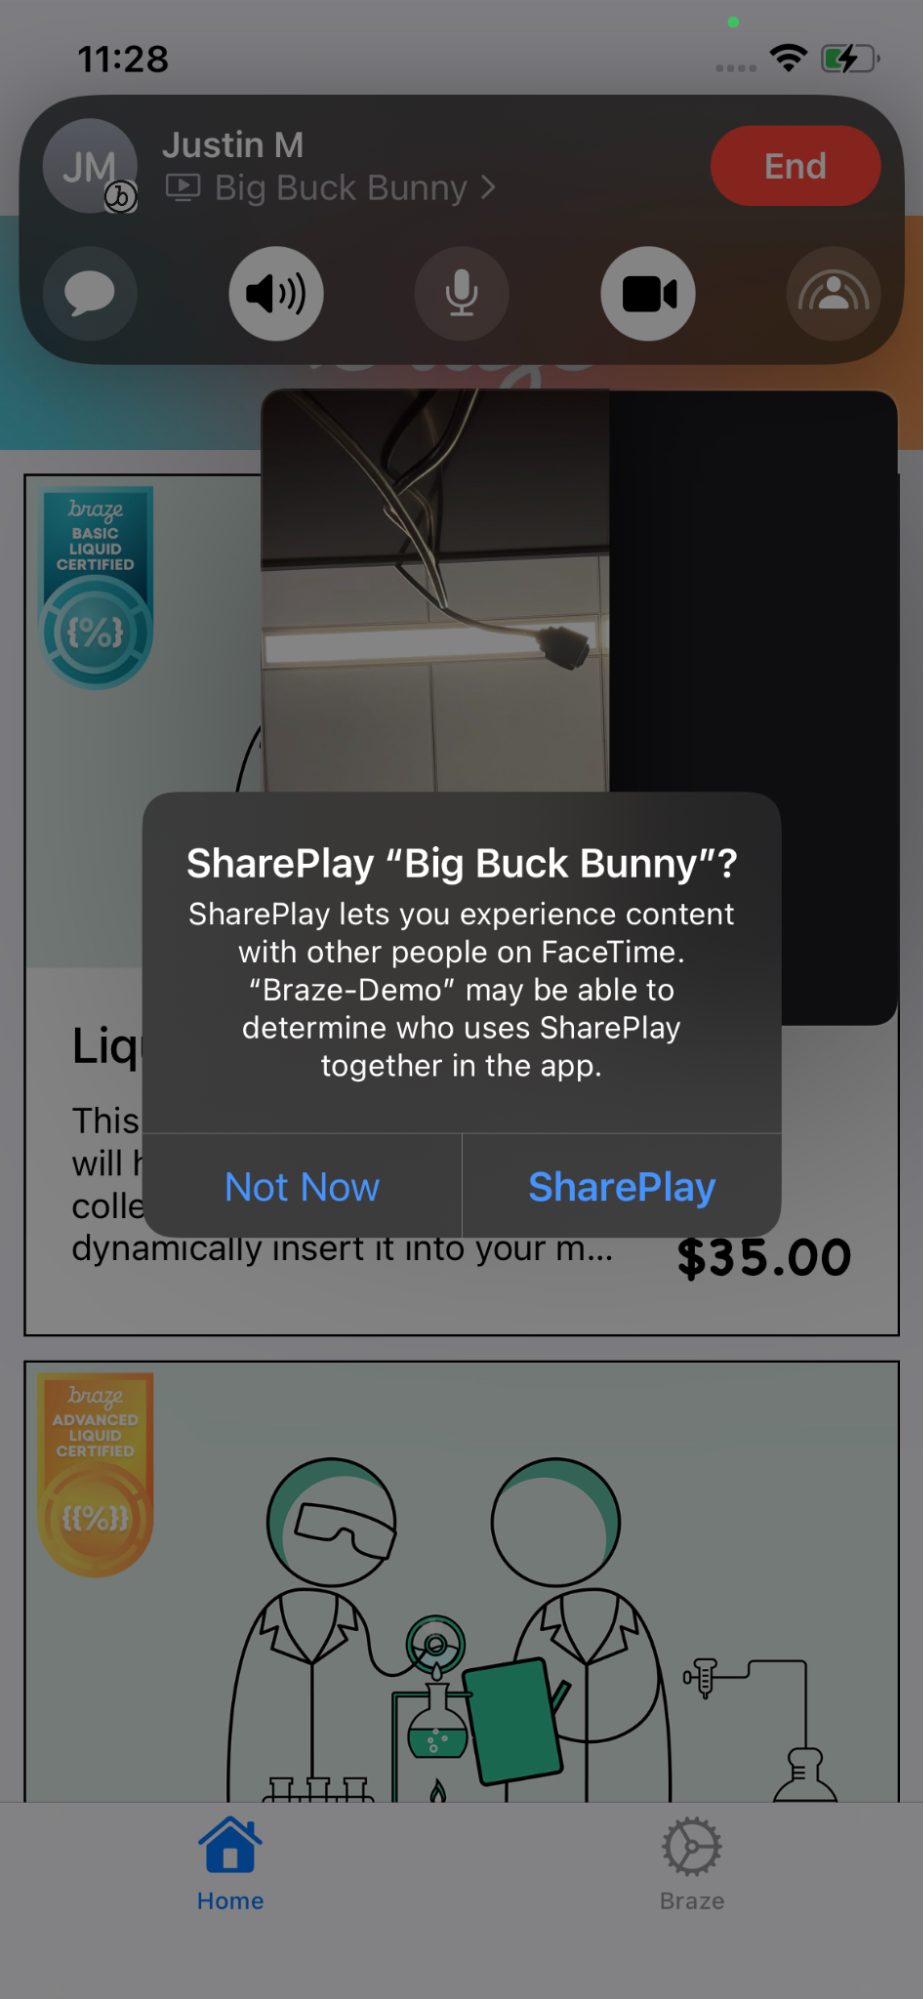 11:28
JM
Justin M
Big Buck Bunny >
End
braze
BASIC
LIQUID
CERTIFIED
{%}
SharePlay “Big Buck Bunny”?
SharePlay lets you experience content
with other people on FaceTime.
“Braze-Demo” may be able to
determine who uses SharePlay
together in the app.
Not Now
SharePlay
This
will
dynamically insert it into your m...
$35.00
braze
ADVANCED
LIQUID
CERTIFIED
{{%}}
Home
Braze